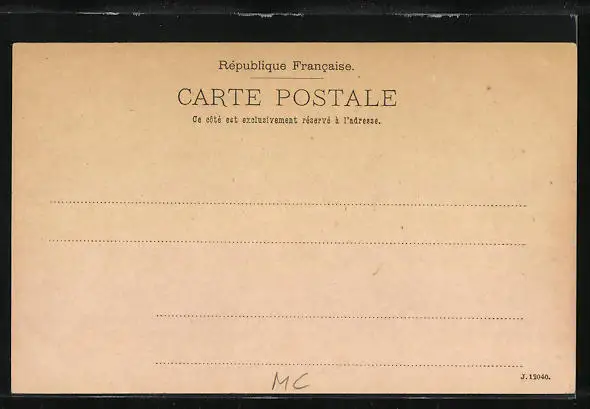 République Française.
CARTE POSTALE
Ce côté est exclusivement réservé à l'adresse.
J. 12040.
MC